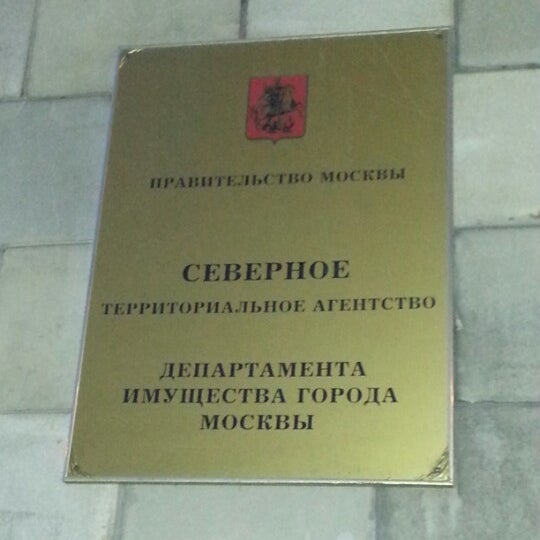 ПРАВИТЕЛЬСТВО МОСКВЫ
СЕВЕРНОЕ
ТЕРРИТОРИАЛЬНОЕ АГЕНТСТВО
ДЕПАРТАМЕНТА
ИМУЩЕСТВА ГОРОДА
МОСКВЫ